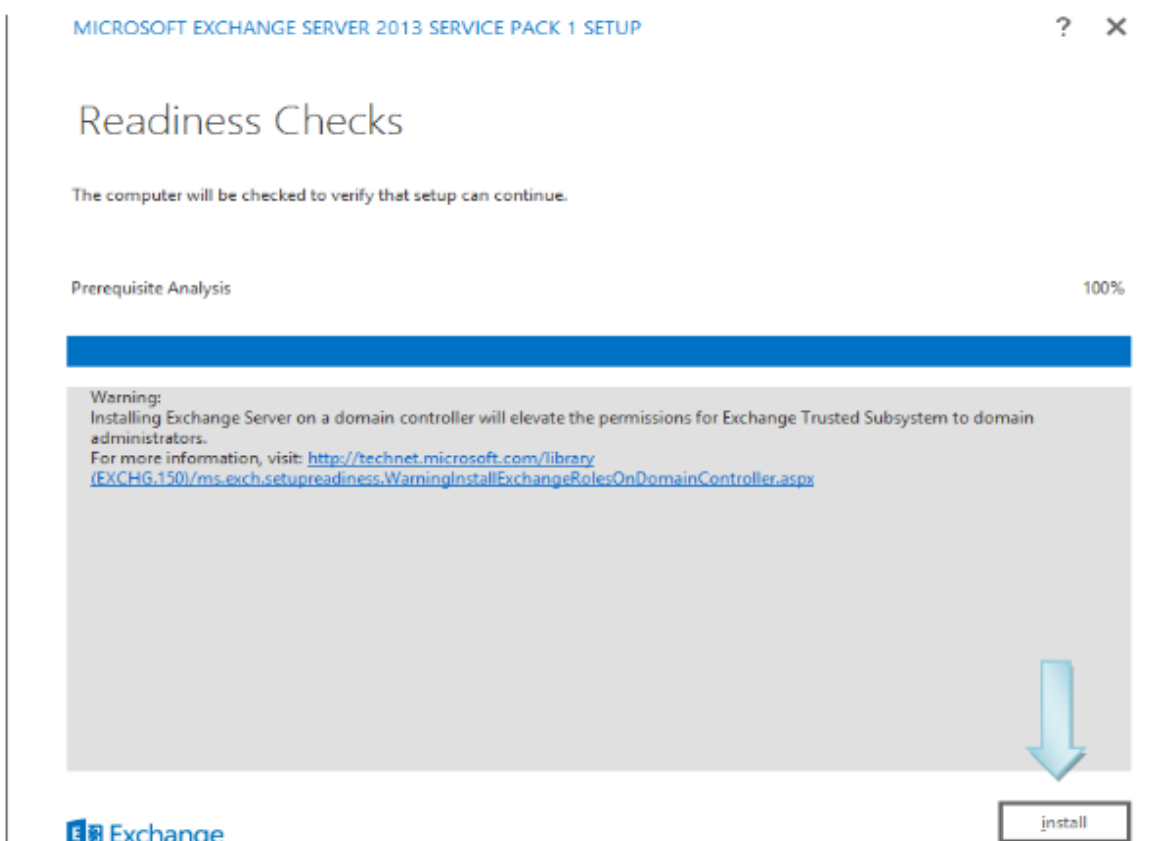 MICROSOFT EXCHANGE SERVER 2013 SERVICE PACK 1 SETUP
? ✕
Readiness Checks
The computer will be checked to verify that setup can continue.
Prerequisite Analysis 100%
Warning:
Installing Exchange Server on a domain controller will elevate the permissions for Exchange Trusted Subsystem to domain
administrators.
For more information, visit: http://technet.microsoft.com/library
(EXCHG.150)/ms.exch.setupreadiness.WarningInstallExchangeRolesOnDomainController.aspx
Exchange
install